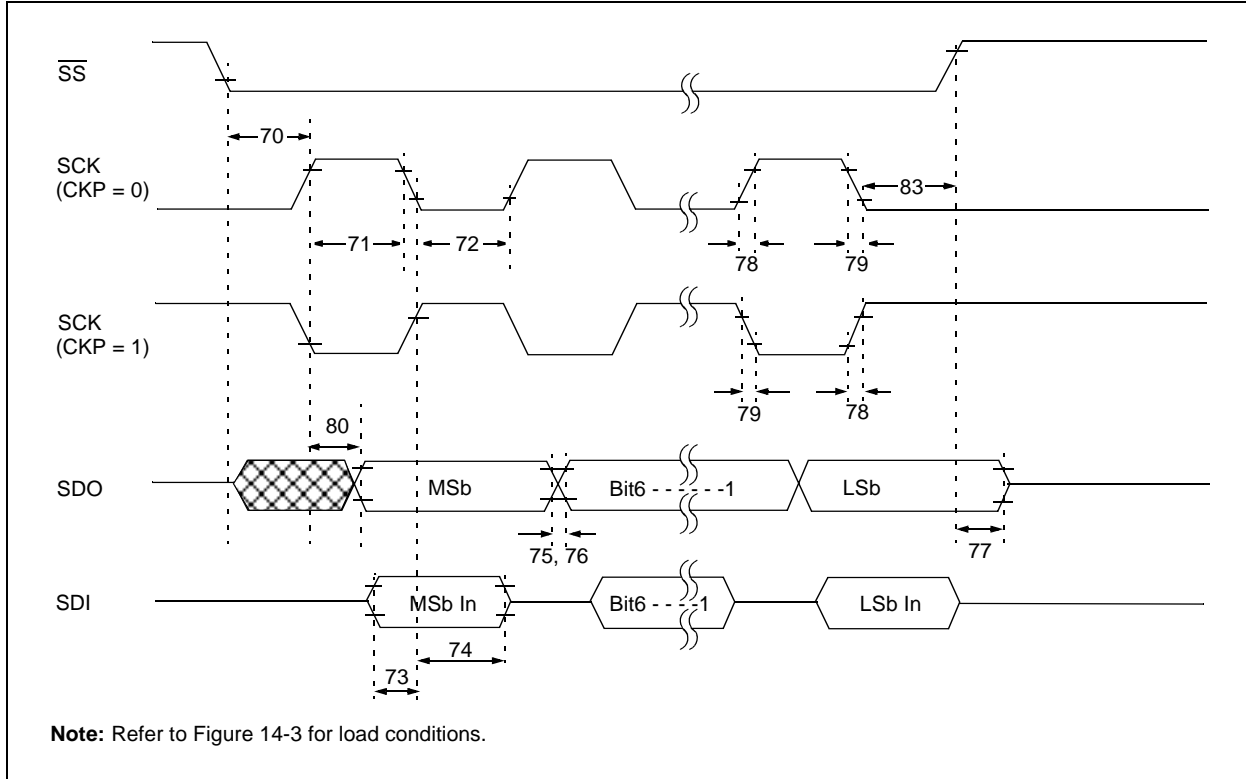 SS
70
SCK
(CKP = 0)
83
71
72
78
79
SCK
(CKP = 1)
79
78
80
SDO
MSb
Bit6 - - - - - -1
LSb
75, 76
77
SDI
MSb In
Bit6 - - - -1
LSb In
74
73
Note: Refer to Figure 14-3 for load conditions.